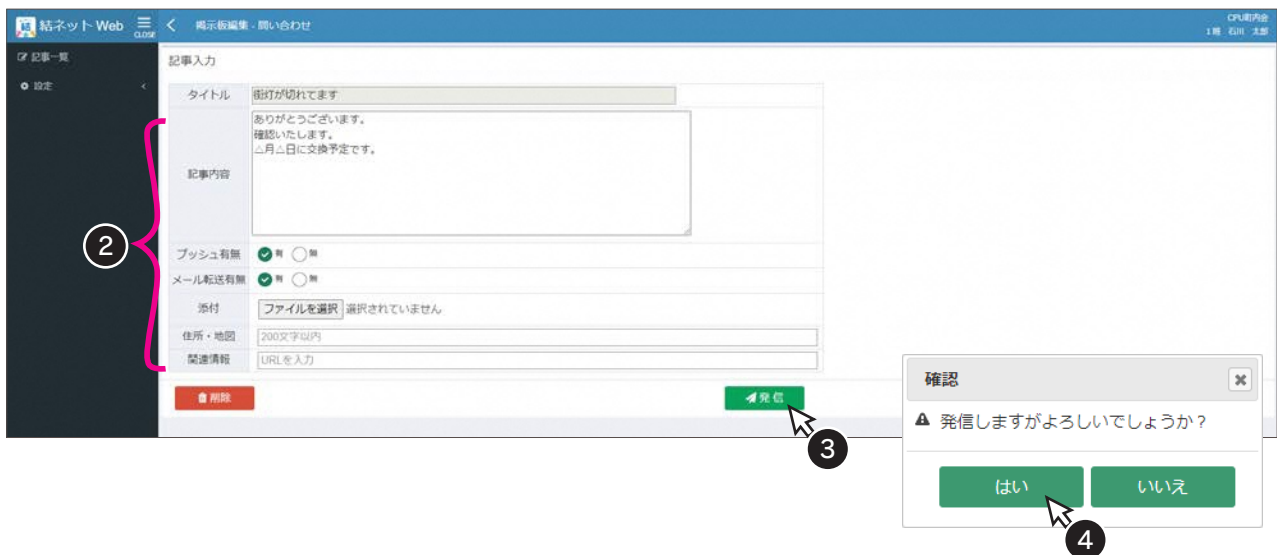 結ネット Web
CLOSE
掲示板編集 - 問い合わせ
CPU町内会
1班 石川 太郎
記事一覧
設定
記事入力
タイトル 街灯が切れてます
記事内容
ありがとうございます。
確認いたします。
△月△日に交換予定です。
プッシュ有無 有 無
メール転送有無 有 無
添付 ファイルを選択 選択されていません
住所・地図 200文字以内
関連情報 URLを入力
削除
発信
2
3
確認
発信しますがよろしいでしょうか?
はい いいえ
4